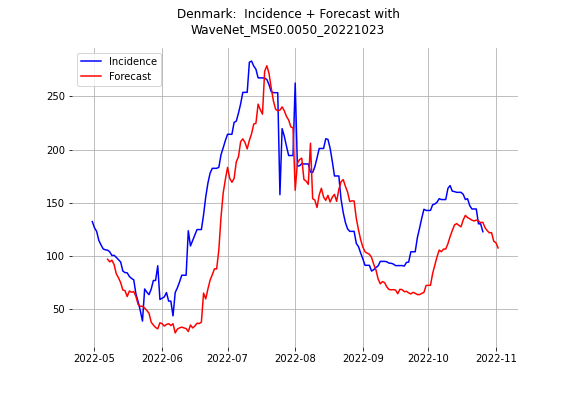 Denmark:  Incidence + Forecast with
WaveNet_MSE0.0050_20221023
Incidence
Forecast
250
200
150
100
50
2022-05 2022-06 2022-07 2022-08 2022-09 2022-10 2022-11